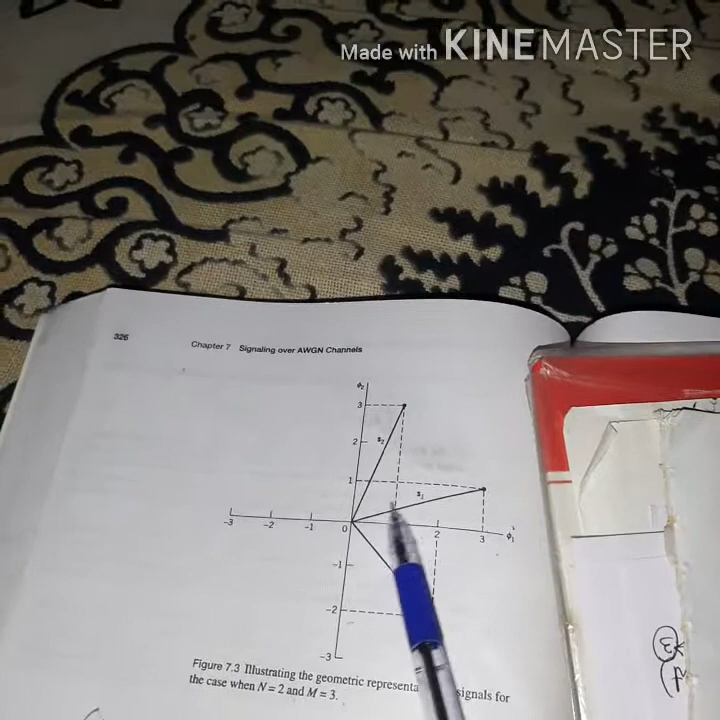 Made with KINEMASTER
326
Chapter 7 Signaling over AWGN Channels
ϕ₂
3
s₂
2
1
s₁
-3 -2 -1 0 2 3 ϕ₁
-1
-2
-3
Figure 7.3 Illustrating the geometric representa signals for
the case when N = 2 and M = 3.